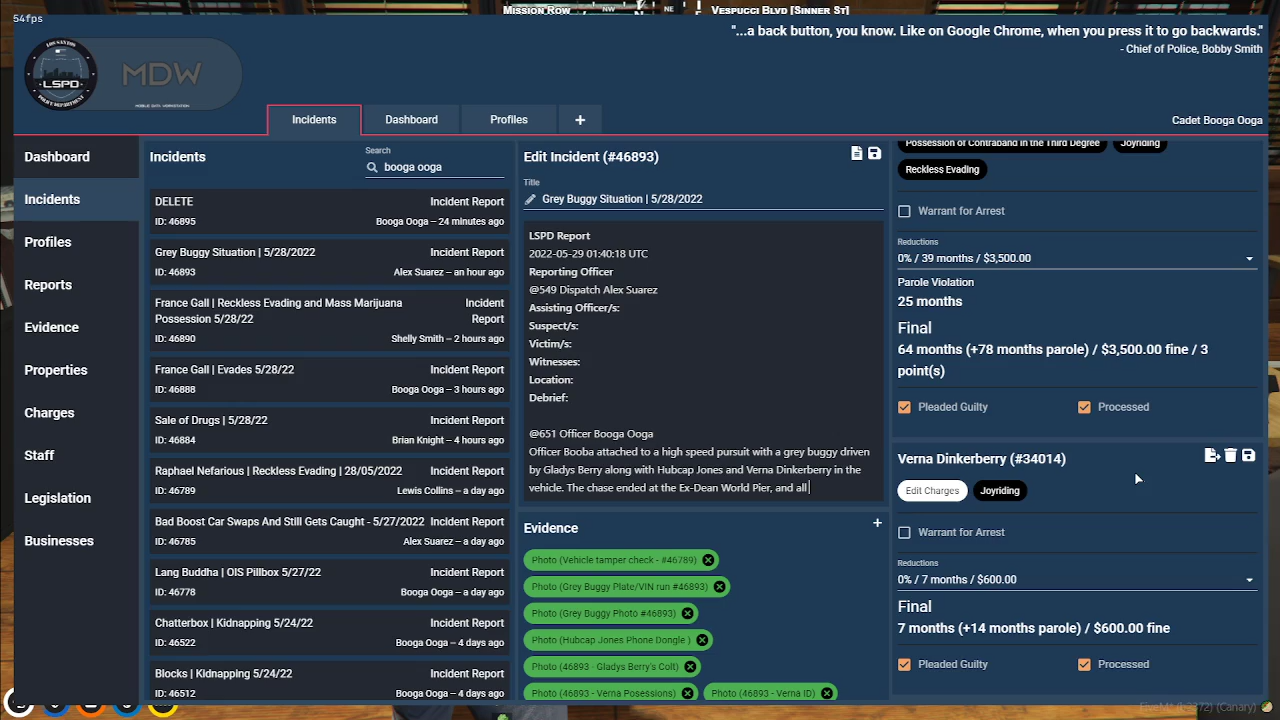 54fps
Mission Row
NW
NE
Vespucci Blvd [Sinner St]
"...a back button, you know. Like on Google Chrome, when you press it to go backwards."
- Chief of Police, Bobby Smith
LOS SANTOS
LSPD
POLICE DEPARTMENT
MDW
MOBILE DATA WORKSTATION
Incidents
Dashboard
Profiles
+
Cadet Booga Ooga
Dashboard
Incidents
Profiles
Reports
Evidence
Properties
Charges
Staff
Legislation
Businesses
Incidents
Search
booga ooga
DELETE
Incident Report
ID: 46895
Booga Ooga – 24 minutes ago
Grey Buggy Situation | 5/28/2022
Incident Report
ID: 46893
Alex Suarez – an hour ago
France Gall | Reckless Evading and Mass Marijuana
Possession 5/28/22
Incident
Report
ID: 46890
Shelly Smith – 2 hours ago
France Gall | Evades 5/28/22
Incident Report
ID: 46888
Booga Ooga – 3 hours ago
Sale of Drugs | 5/28/22
Incident Report
ID: 46884
Brian Knight – 4 hours ago
Raphael Nefarious | Reckless Evading | 28/05/2022
Incident Report
ID: 46789
Lewis Collins – a day ago
Bad Boost Car Swaps And Still Gets Caught - 5/27/2022
Incident Report
ID: 46785
Alex Suarez – a day ago
Lang Buddha | OIS Pillbox 5/27/22
Incident Report
ID: 46778
Booga Ooga – a day ago
Chatterbox | Kidnapping 5/24/22
Incident Report
ID: 46522
Booga Ooga – 4 days ago
Blocks | Kidnapping 5/24/22
Incident Report
ID: 46512
Booga Ooga – 4 days ago
Edit Incident (#46893)
Title
Grey Buggy Situation | 5/28/2022
LSPD Report
2022-05-29 01:40:18 UTC
Reporting Officer
@549 Dispatch Alex Suarez
Assisting Officer/s:
Suspect/s:
Victim/s:
Witnesses:
Location:
Debrief:
@651 Officer Booga Ooga
Officer Booba attached to a high speed pursuit with a grey buggy driven
by Gladys Berry along with Hubcap Jones and Verna Dinkerberry in the
vehicle. The chase ended at the Ex-Dean World Pier, and all
Evidence
+
Photo (Vehicle tamper check - #46789)
Photo (Grey Buggy Plate/VIN run #46893)
Photo (Grey Buggy Photo #46893)
Photo (Hubcap Jones Phone Dongle )
Photo (46893 - Gladys Berry's Colt)
Photo (46893 - Verna Posessions)
Photo (46893 - Verna ID)
Possession of Contraband in the Third Degree
Joyriding
Reckless Evading
Warrant for Arrest
Reductions
0% / 39 months / $3,500.00
Parole Violation
25 months
Final
64 months (+78 months parole) / $3,500.00 fine / 3
point(s)
Pleaded Guilty
Processed
Verna Dinkerberry (#34014)
Edit Charges
Joyriding
Warrant for Arrest
Reductions
0% / 7 months / $600.00
Final
7 months (+14 months parole) / $600.00 fine
Pleaded Guilty
Processed